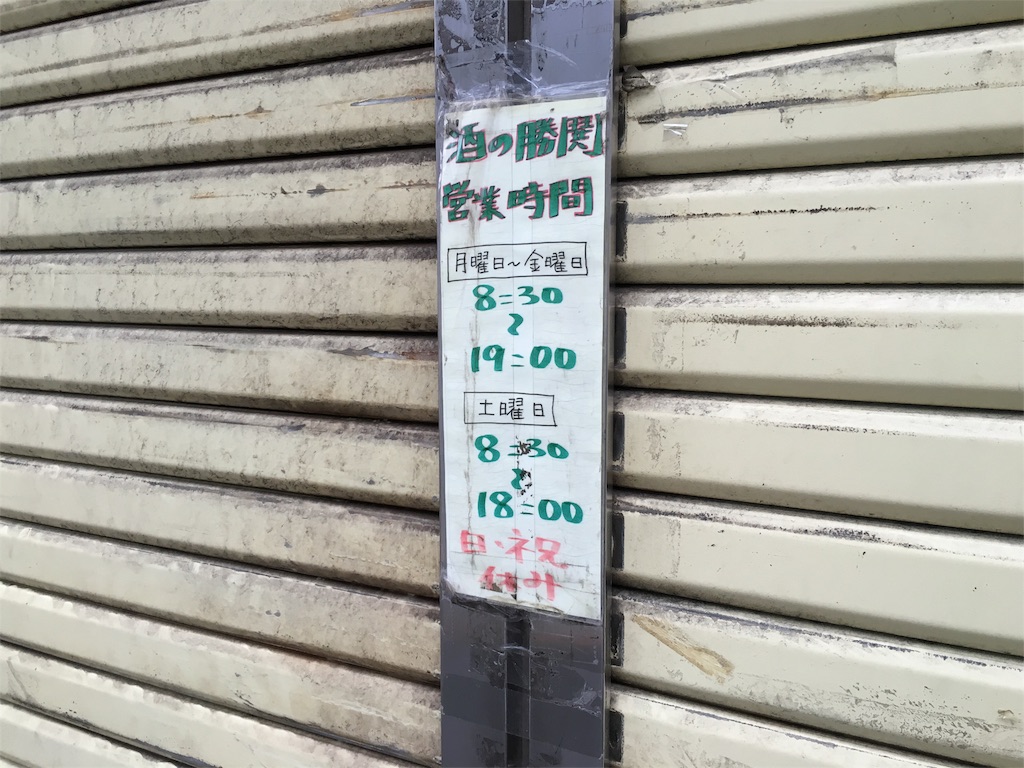 酒の勝鬨
営業時間
月曜日～金曜日
8:30
～
19:00
土曜日
8:30
～
18:00
日・祝
休み